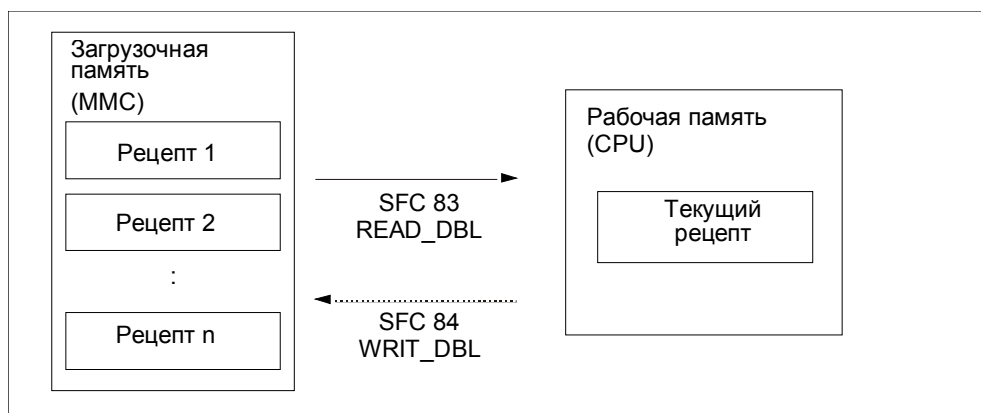 Загрузочная
память
(MMC)
Рецепт 1
Рецепт 2
:
Рецепт n
SFC 83
READ_DBL
SFC 84
WRIT_DBL
Рабочая память
(CPU)
Текущий
рецепт